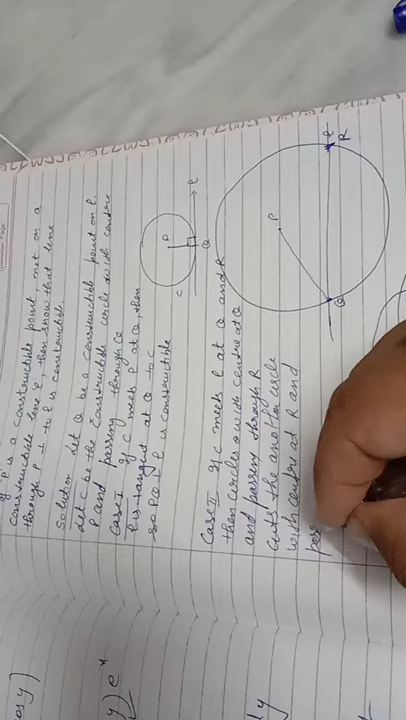 If P is a constructible point, not on a
constructible line l, then show that line
through P ⊥ to l is constructible.
Solution Let Q be a constructible point on l.
Let C be the constructible circle with centre
P and passing through Q
Case I If C meets l at Q, then
l is tangent at Q to C
so PQ ⊥ l is constructible
P
C
Q
l
Case II If C meets l at Q and R
then circles with centre at Q
and passing through R
cuts the another circle
with centre at R and
pass
P
Q
l
R
y) e^x